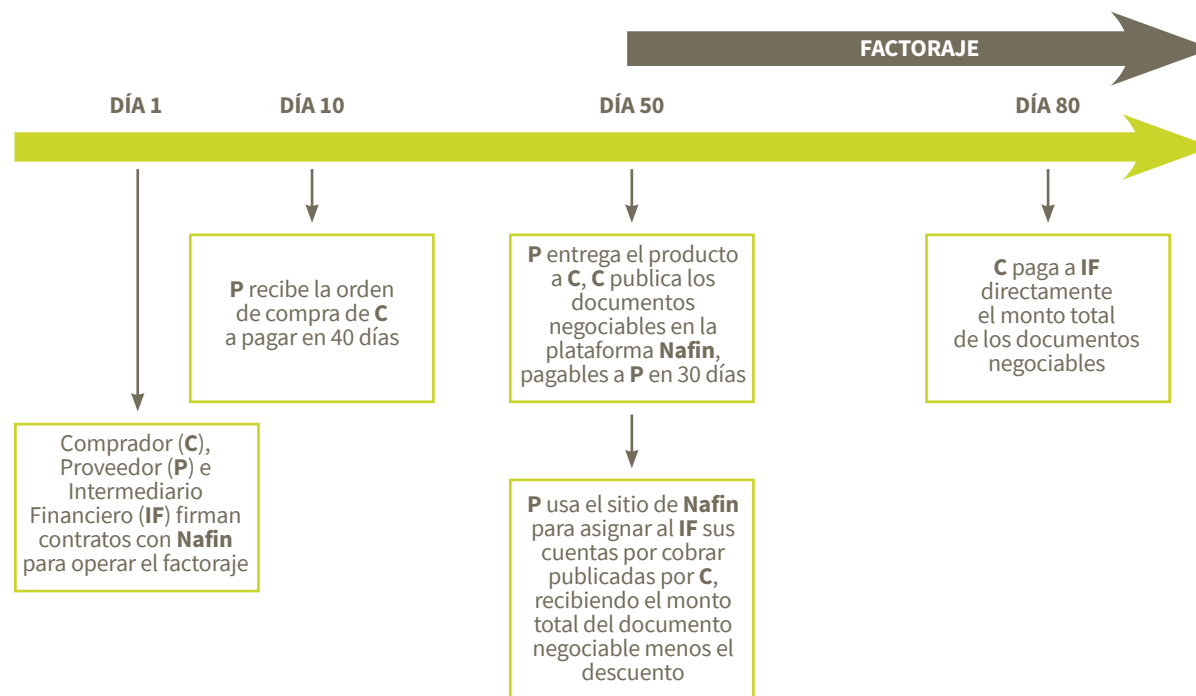 FACTORAJE
DÍA 1
DÍA 10
DÍA 50
DÍA 80
P recibe la orden
de compra de C
a pagar en 40 días
P entrega el producto
a C, C publica los
documentos
negociables en la
plataforma Nafin,
pagables a P en 30 días
C paga a IF
directamente
el monto total
de los documentos
negociables
Comprador (C),
Proveedor (P) e
Intermediario
Financiero (IF) firman
contratos con Nafin
para operar el factoraje
P usa el sitio de Nafin
para asignar al IF sus
cuentas por cobrar
publicadas por C,
recibiendo el monto
total del documento
negociable menos el
descuento